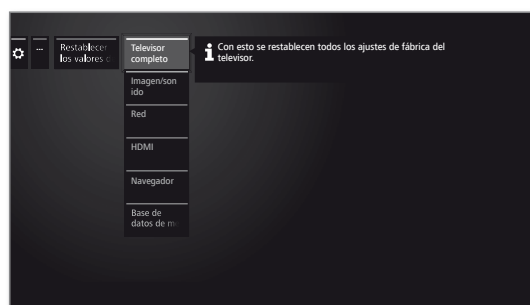 ...
Restablecer
los valores d
Televisor
completo
Con esto se restablecen todos los ajustes de fábrica del
televisor.
Imagen/son
ido
Red
HDMI
Navegador
Base de
datos de me